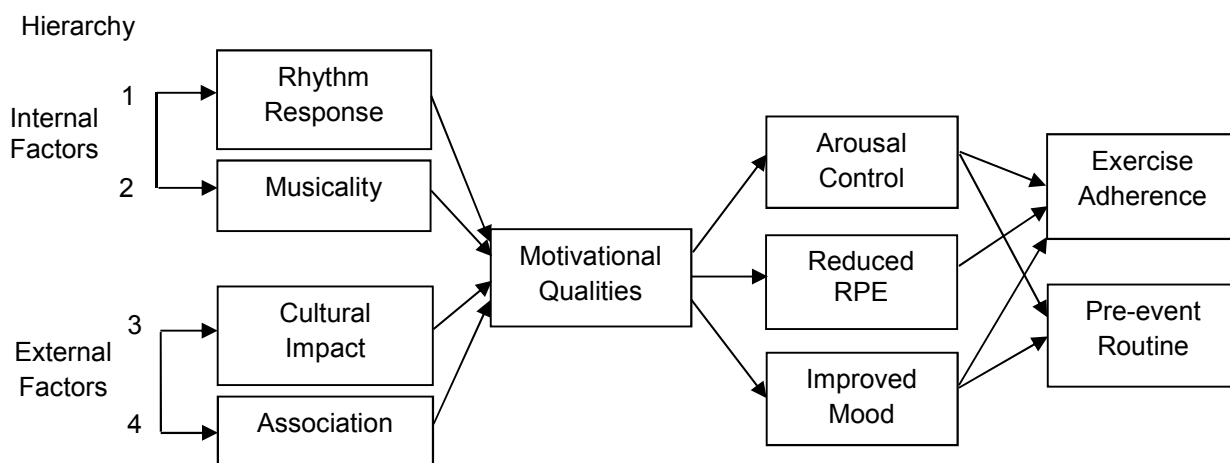 Hierarchy
Internal
Factors
1
Rhythm
Response
2
Musicality
External
Factors
3
Cultural
Impact
4
Association
Motivational
Qualities
Arousal
Control
Reduced
RPE
Improved
Mood
Exercise
Adherence
Pre-event
Routine